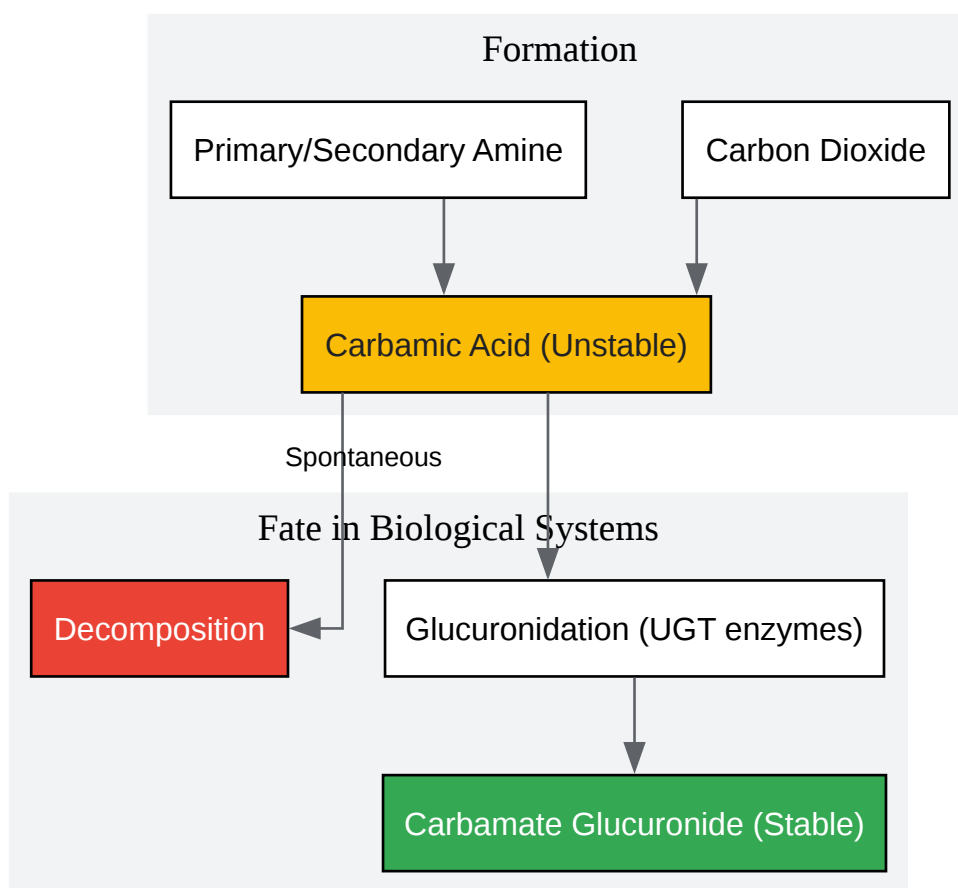 Formation
Primary/Secondary Amine
Carbon Dioxide
Carbamic Acid (Unstable)
Spontaneous
Fate in Biological Systems
Decomposition
Glucuronidation (UGT enzymes)
Carbamate Glucuronide (Stable)